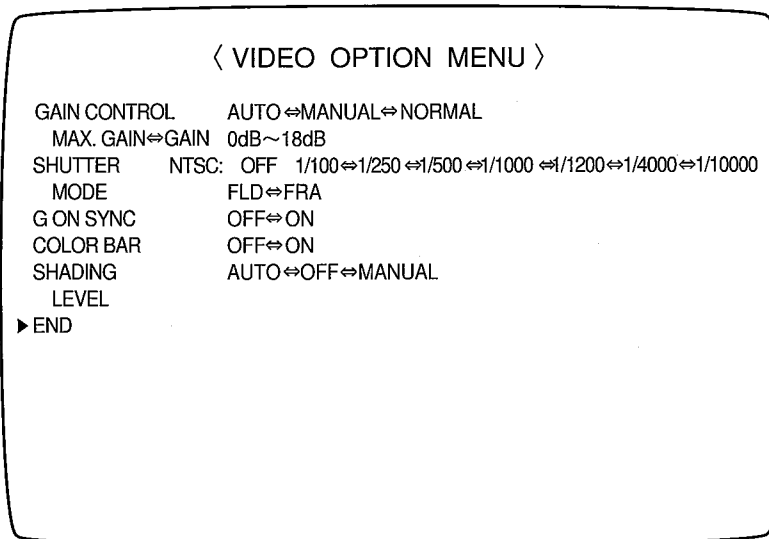 〈 VIDEO OPTION MENU 〉
GAIN CONTROL AUTO⇔MANUAL⇔NORMAL
MAX. GAIN⇔GAIN 0dB~18dB
SHUTTER NTSC: OFF 1/100⇔1/250⇔1/500⇔1/1000⇔1/1200⇔1/4000⇔1/10000
MODE FLD⇔FRA
G ON SYNC OFF⇔ON
COLOR BAR OFF⇔ON
SHADING AUTO⇔OFF⇔MANUAL
LEVEL
▶END